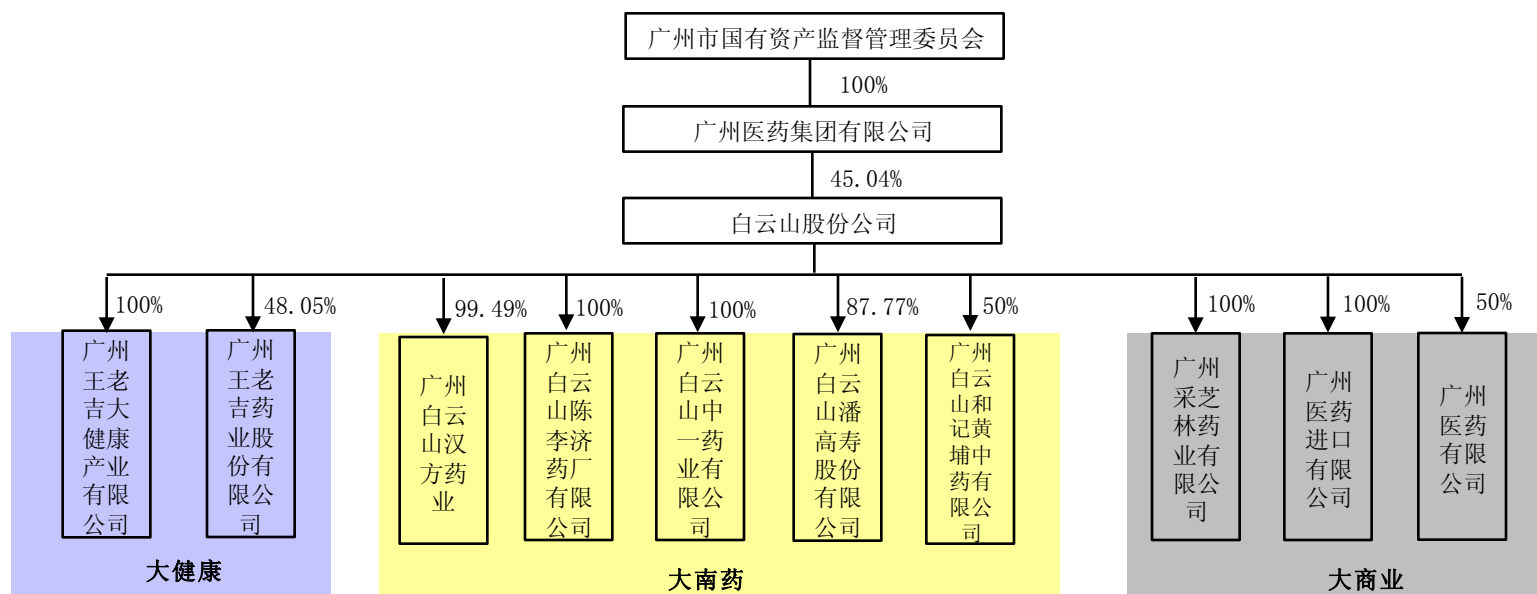 广州市国有资产监督管理委员会
100%
广州医药集团有限公司
45.04%
白云山股份公司
100%
48.05%
99.49%
100%
100%
87.77%
50%
100%
100%
50%
广州
王老
吉大
健康
产业
有限
公司
广州
王老
吉药
业股
份有
限公
司
广州
白云
山汉
方药
业
广州
白云
山陈
李济
药厂
有限
公司
广州
白云
山中
一药
业有
限公
司
广州
白云
山潘
高寿
股份
有限
公司
广州
白云
山和
记黄
埔中
药有
限公
司
广州
采芝
林药
业有
限公
司
广州
医药
进口
有限
公司
广州
医药
有限
公司
大健康
大南药
大商业